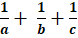 1/a + 1/b + 1/c